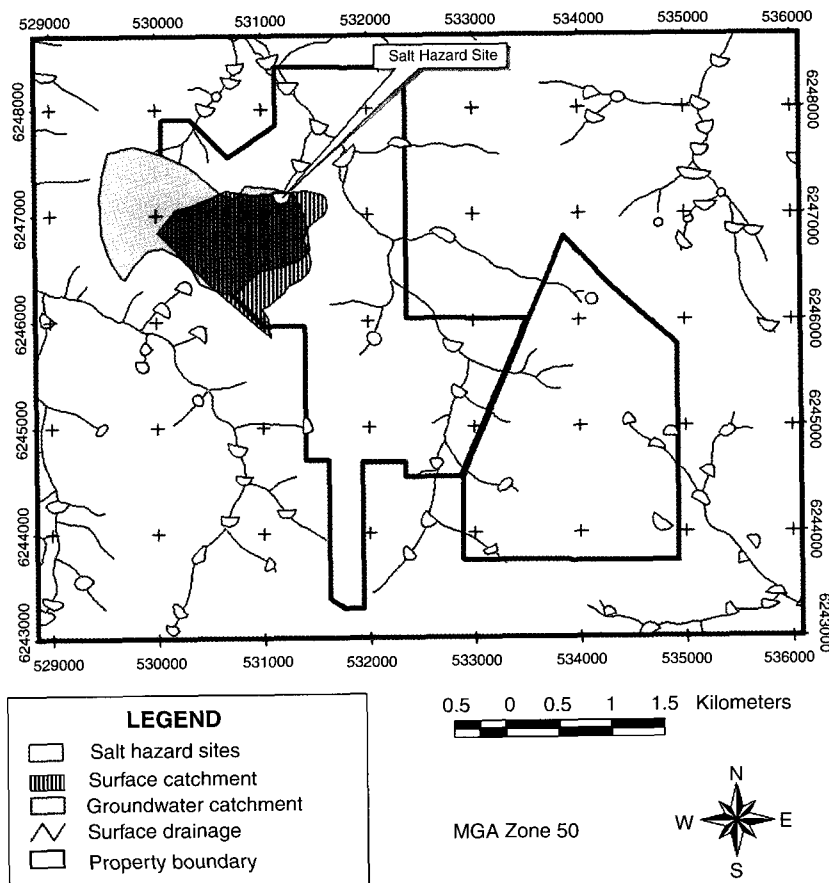 529000 530000 531000 532000 533000 534000 535000 536000
Salt Hazard Site
6248000 6248000
6247000 6247000
6246000 6246000
6245000 6245000
6244000 6244000
6243000 6243000
529000 530000 531000 532000 533000 534000 535000 536000
LEGEND
Salt hazard sites
Surface catchment
Groundwater catchment
Surface drainage
Property boundary
0.5 0 0.5 1 1.5 Kilometers
MGA Zone 50
N
W E
S